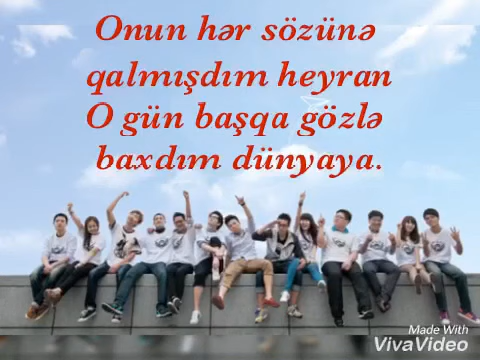 Onun hər sözünə
qalmışdım heyran
O gün başqa gözlə
baxdım dünyaya.
Made With
VivaVideo